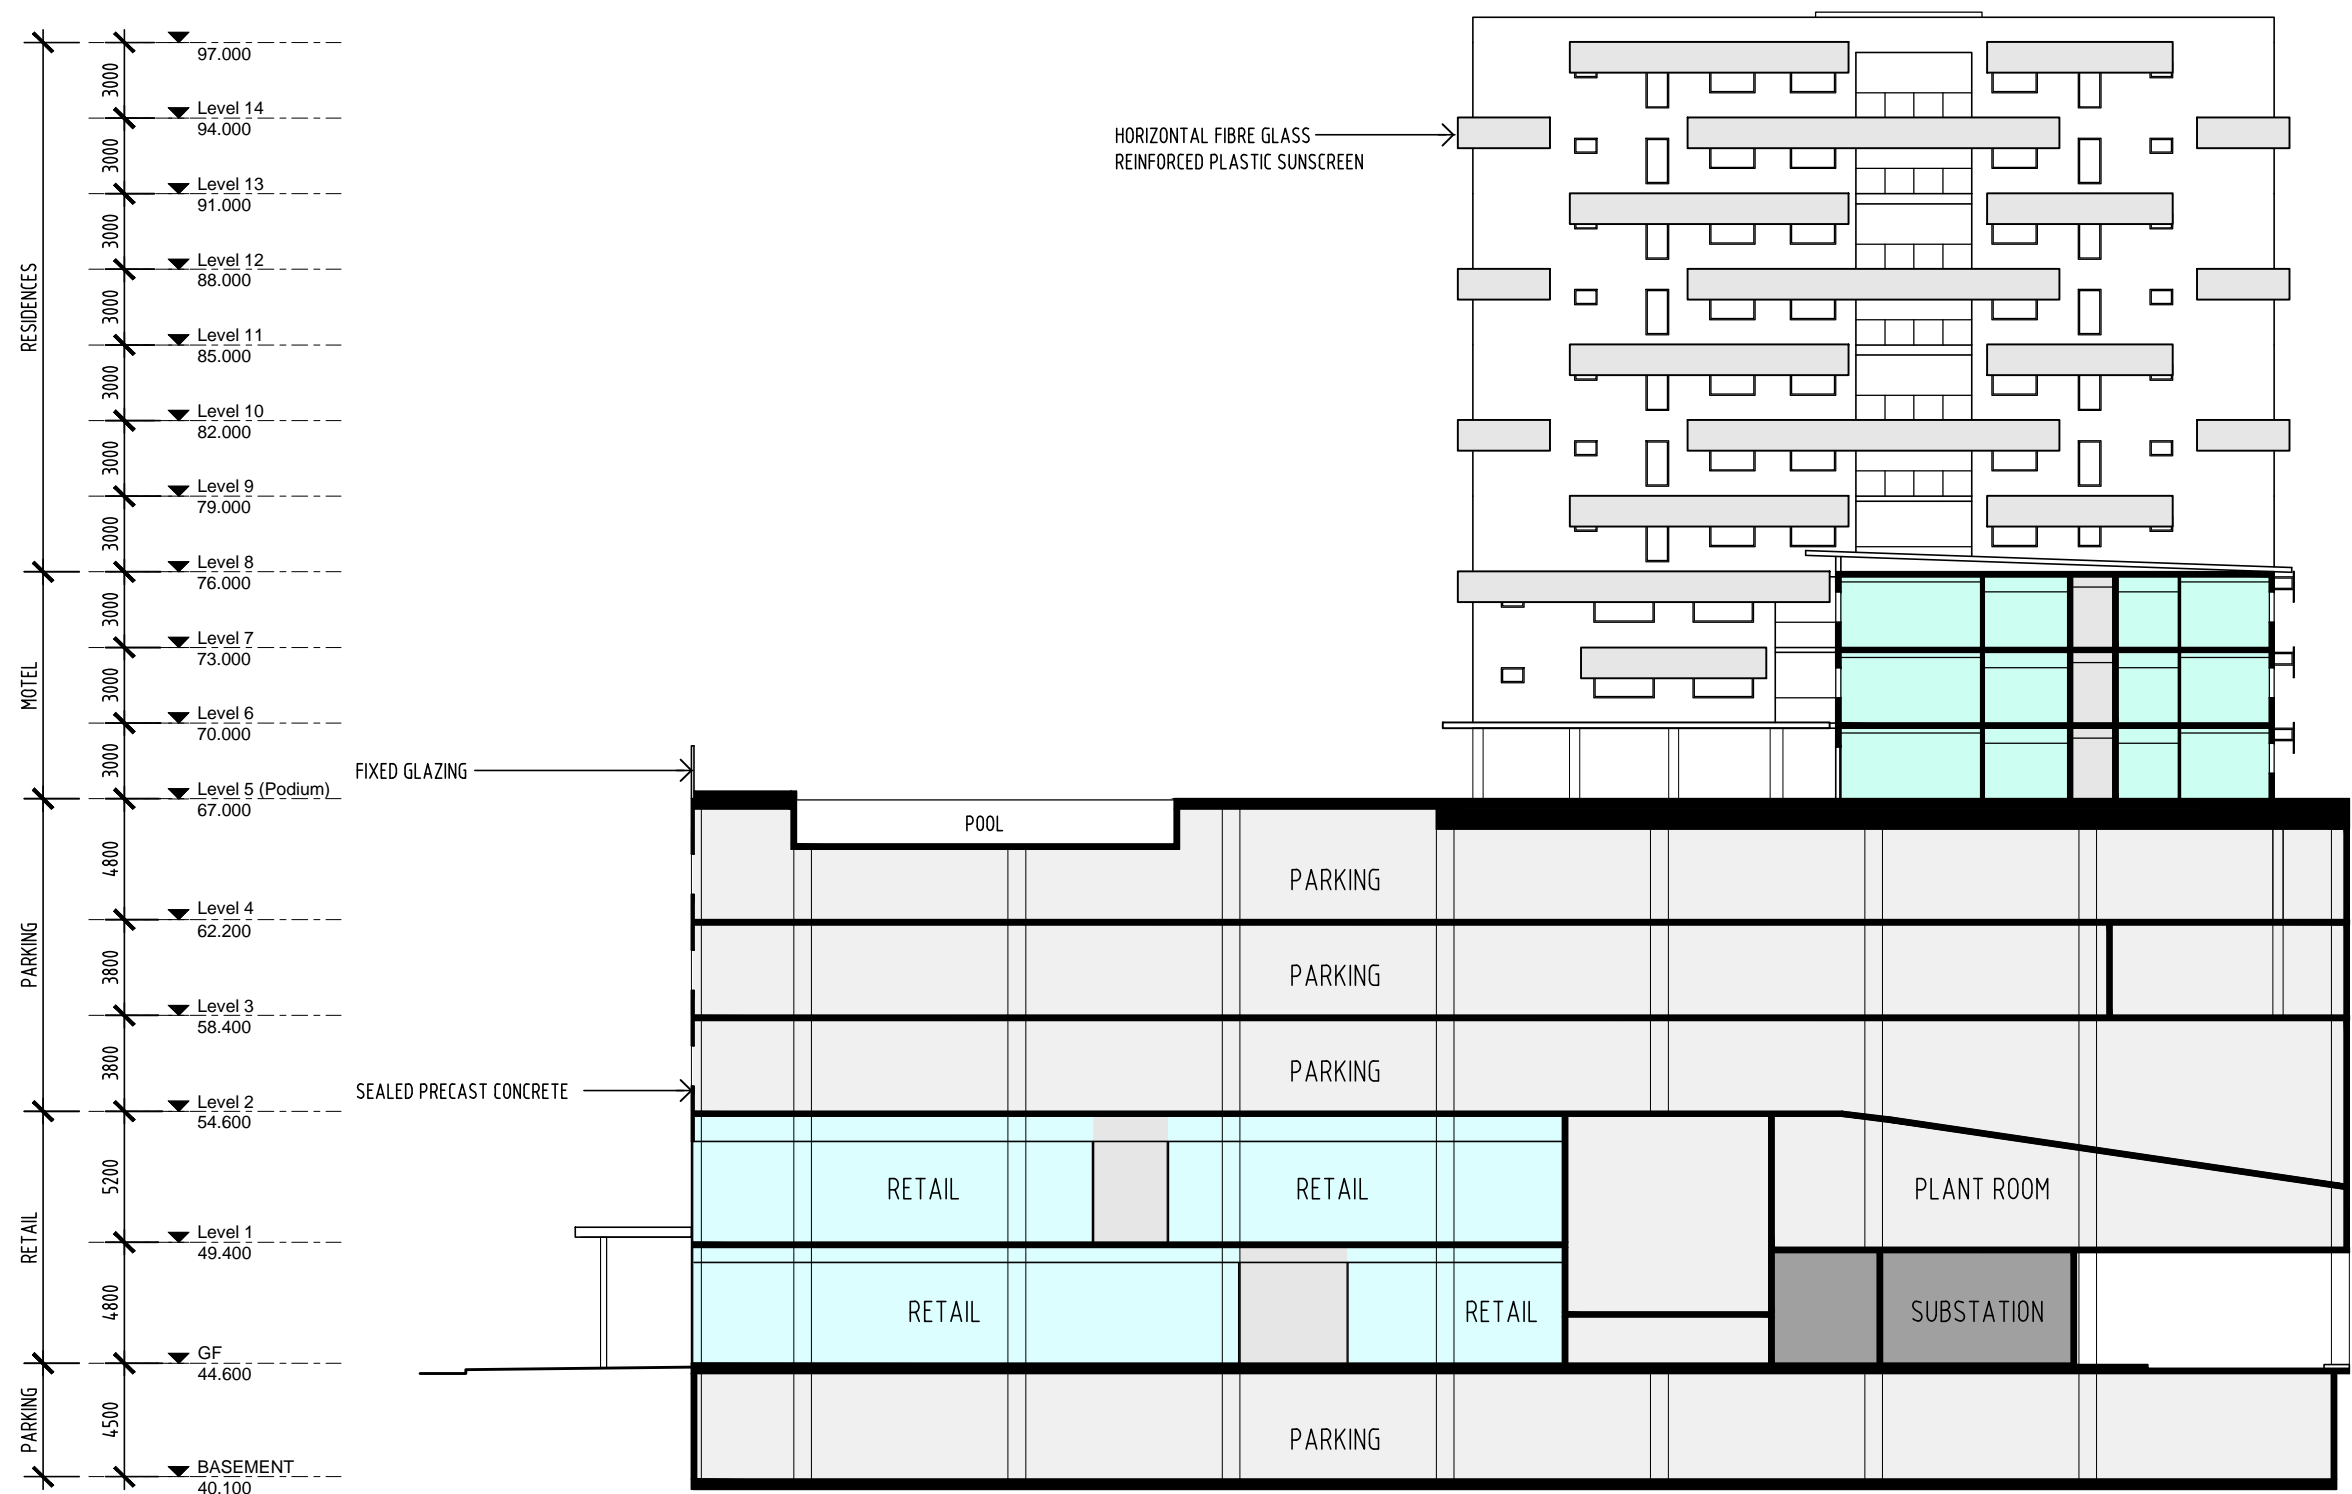 97.000
3000
Level 14
94.000
3000
HORIZONTAL FIBRE GLASS
REINFORCED PLASTIC SUNSCREEN
Level 13
91.000
3000
Level 12
88.000
RESIDENCES
3000
Level 11
85.000
3000
Level 10
82.000
3000
Level 9
79.000
3000
Level 8
76.000
3000
Level 7
73.000
MOTEL
3000
Level 6
70.000
3000
FIXED GLAZING
Level 5 (Podium)
67.000
POOL
4800
PARKING
Level 4
62.200
PARKING
3800
PARKING
Level 3
58.400
3800
PARKING
SEALED PRECAST CONCRETE
Level 2
54.600
5200
RETAIL
RETAIL
PLANT ROOM
RETAIL
Level 1
49.400
4800
RETAIL
RETAIL
SUBSTATION
GF
44.600
PARKING
4500
PARKING
BASEMENT
40.100